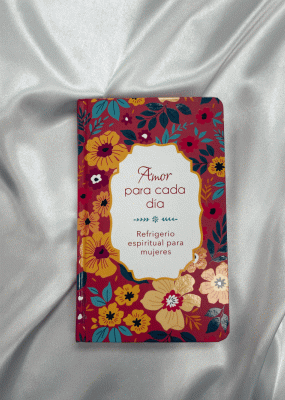 Amor
para cada
día
Refrigerio
espiritual para
mujeres